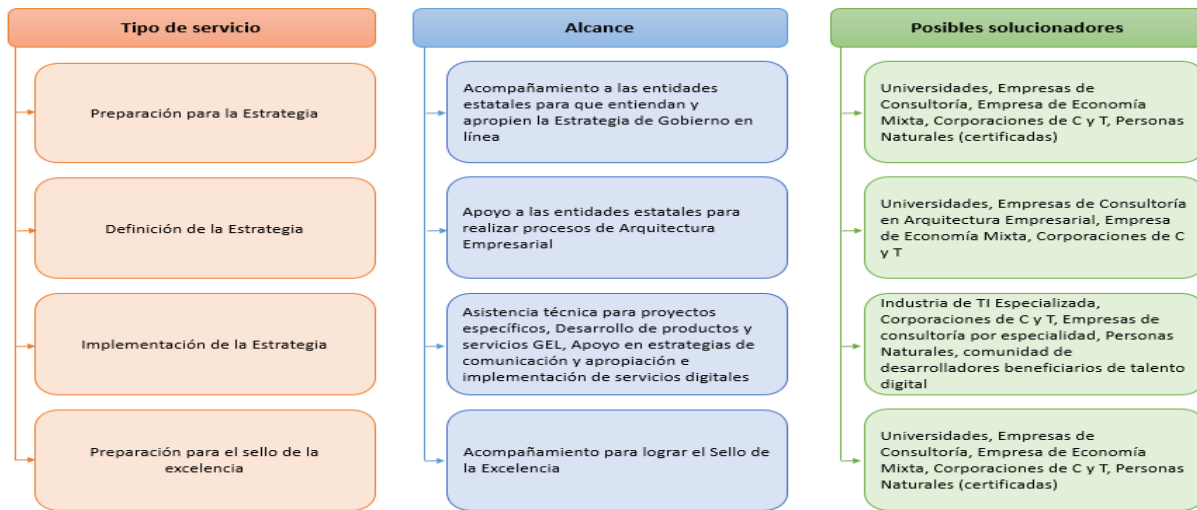 Tipo de servicio
Preparación para la Estrategia
Definición de la Estrategia
Implementación de la Estrategia
Preparación para el sello de la
excelencia
Alcance
Acompañamiento a las entidades
estatales para que entiendan y
apropien la Estrategia de Gobierno en
línea
Apoyo a las entidades estatales para
realizar procesos de Arquitectura
Empresarial
Asistencia técnica para proyectos
específicos, Desarrollo de productos y
servicios GEL, Apoyo en estrategias de
comunicación y apropiación e
implementación de servicios digitales
Acompañamiento para lograr el Sello de
la Excelencia
Posibles solucionadores
Universidades, Empresas de
Consultoría, Empresa de Economía
Mixta, Corporaciones de C y T, Personas
Naturales (certificadas)
Universidades, Empresas de Consultoría
en Arquitectura Empresarial, Empresa
de Economía Mixta, Corporaciones de C
y T
Industria de TI Especializada,
Corporaciones de C y T, Empresas de
consultoría por especialidad, Personas
Naturales, comunidad de
desarrolladores beneficiarios de talento
digital
Universidades, Empresas de
Consultoría, Empresa de Economía
Mixta, Corporaciones de C y T, Personas
Naturales (certificadas)